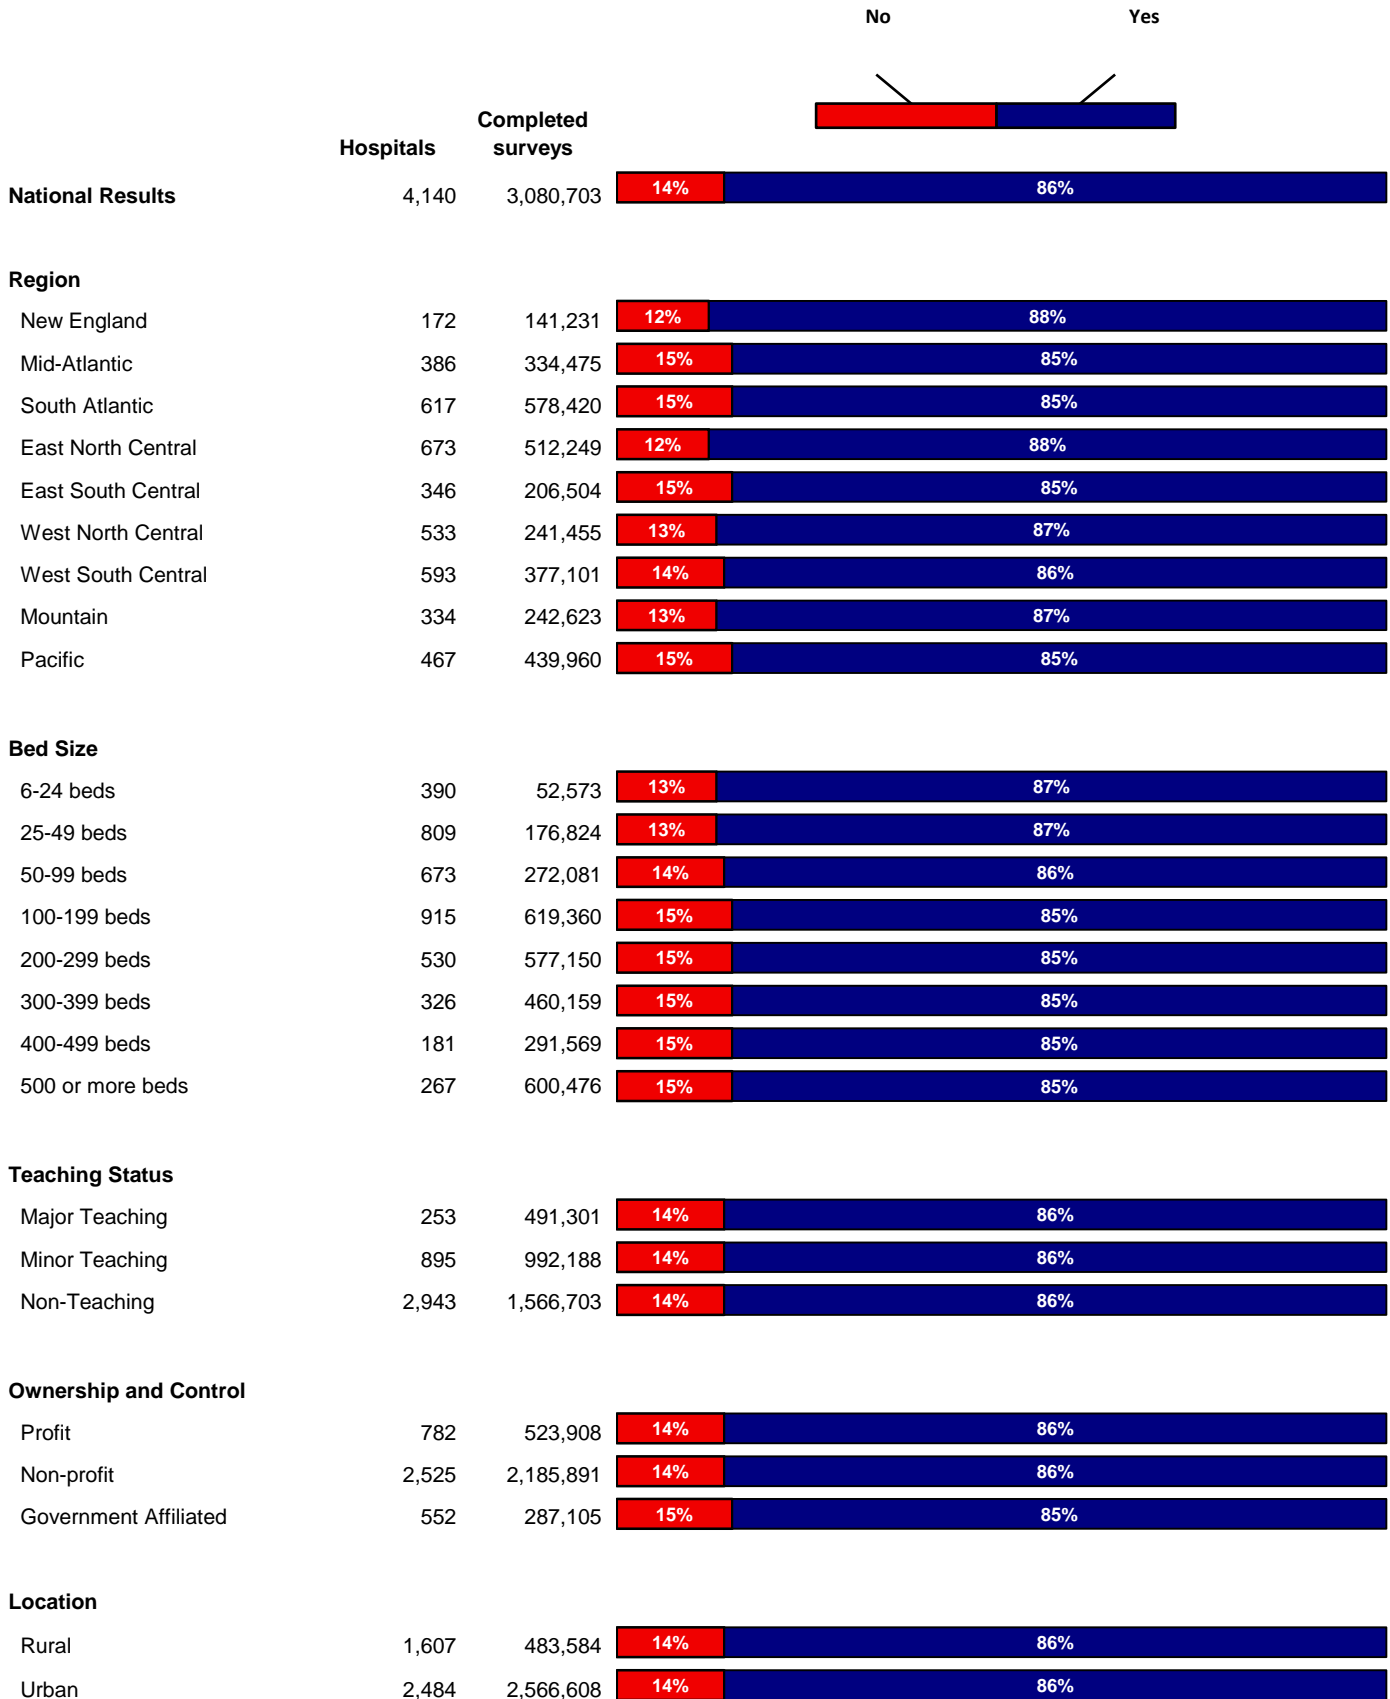 No Yes
Completed
Hospitals surveys
National Results 4,140 3,080,703 14% 86%
Region
New England 172 141,231 12% 88%
Mid-Atlantic 386 334,475 15% 85%
South Atlantic 617 578,420 15% 85%
East North Central 673 512,249 12% 88%
East South Central 346 206,504 15% 85%
West North Central 533 241,455 13% 87%
West South Central 593 377,101 14% 86%
Mountain 334 242,623 13% 87%
Pacific 467 439,960 15% 85%
Bed Size
6-24 beds 390 52,573 13% 87%
25-49 beds 809 176,824 13% 87%
50-99 beds 673 272,081 14% 86%
100-199 beds 915 619,360 15% 85%
200-299 beds 530 577,150 15% 85%
300-399 beds 326 460,159 15% 85%
400-499 beds 181 291,569 15% 85%
500 or more beds 267 600,476 15% 85%
Teaching Status
Major Teaching 253 491,301 14% 86%
Minor Teaching 895 992,188 14% 86%
Non-Teaching 2,943 1,566,703 14% 86%
Ownership and Control
Profit 782 523,908 14% 86%
Non-profit 2,525 2,185,891 14% 86%
Government Affiliated 552 287,105 15% 85%
Location
Rural 1,607 483,584 14% 86%
Urban 2,484 2,566,608 14% 86%